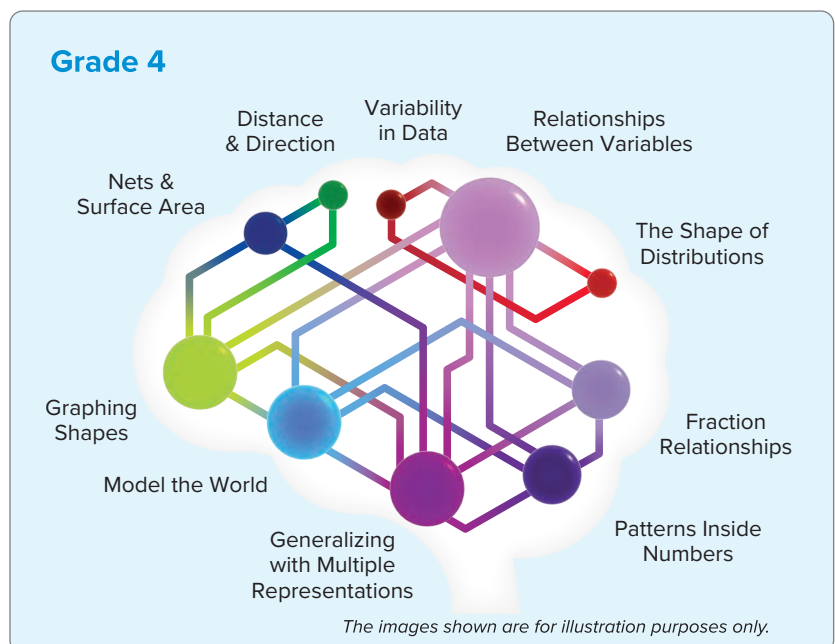 Grade 4
Distance
& Direction
Variability
in Data
Relationships
Between Variables
Nets &
Surface Area
The Shape of
Distributions
Graphing
Shapes
Fraction
Relationships
Model the World
Patterns Inside
Numbers
Generalizing
with Multiple
Representations
The images shown are for illustration purposes only.